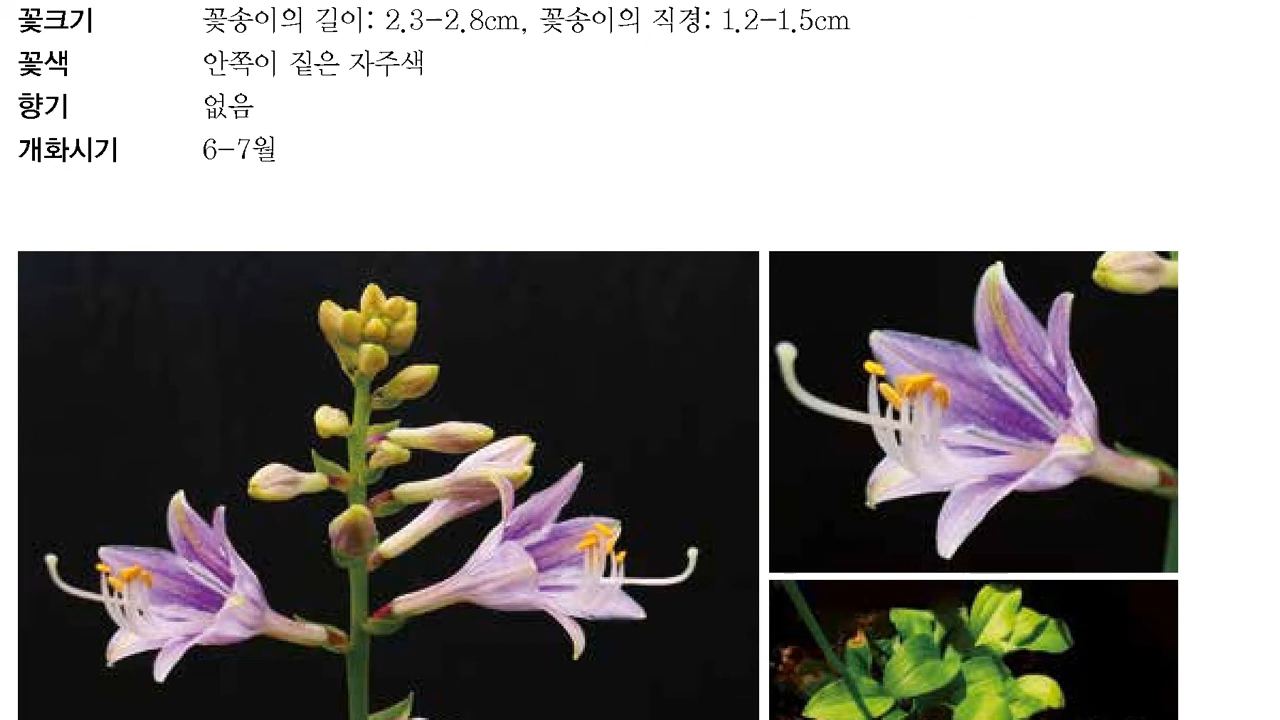 꽃크기 꽃송이의 길이: 2.3-2.8cm, 꽃송이의 직경: 1.2-1.5cm
꽃색 안쪽이 짙은 자주색
향기 없음
개화시기 6-7월